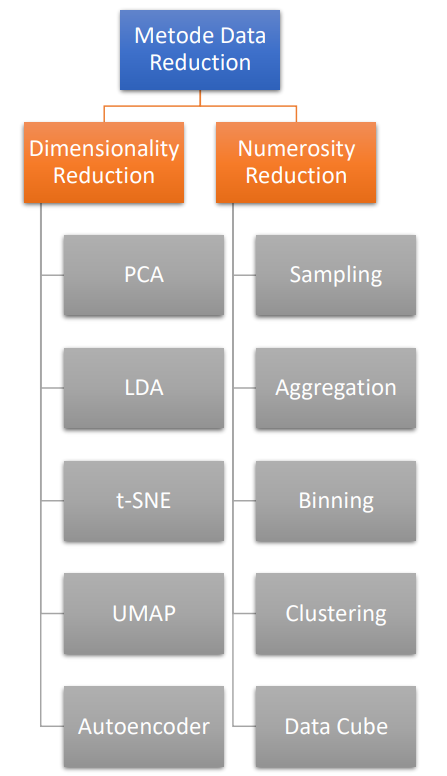 Metode Data
Reduction
Dimensionality
Reduction
Numerosity
Reduction
PCA
Sampling
LDA
Aggregation
t-SNE
Binning
UMAP
Clustering
Autoencoder
Data Cube